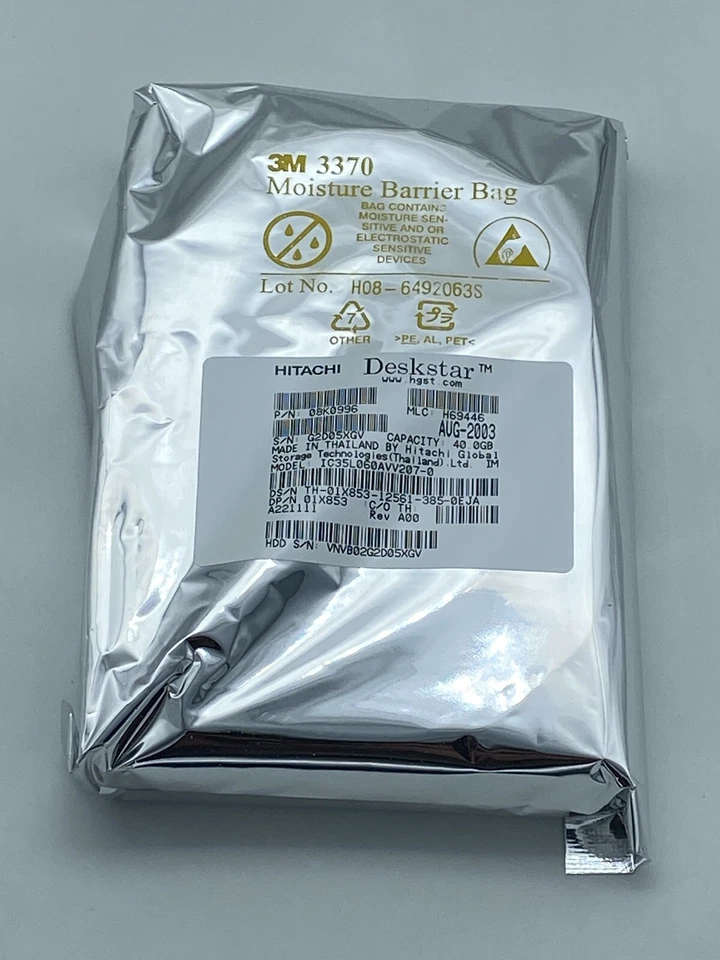 3M 3370
Moisture Barrier Bag
BAG CONTAINS
MOISTURE SEN-
SITIVE AND OR
ELECTROSTATIC
SENSITIVE
DEVICES
Lot No. H08-6492063S
7
OTHER
プラ
>PE, AL, PET<
HITACHI Deskstar™
www.hgst.com
P/N: 08K0996 MLC: H69446
AUG-2003
S/N: G2D05XGV CAPACITY: 40.0GB
MADE IN THAILAND BY Hitachi Global
Storage Technologies(Thailand)Ltd. IM
MODEL: IC35L060AVV207-0
DS/N TH-01X853-12561-385-0EJA
DP/N 01X853 C/O TH
A221111 Rev A00
HDD S/N: VNVB02G2D05XGV